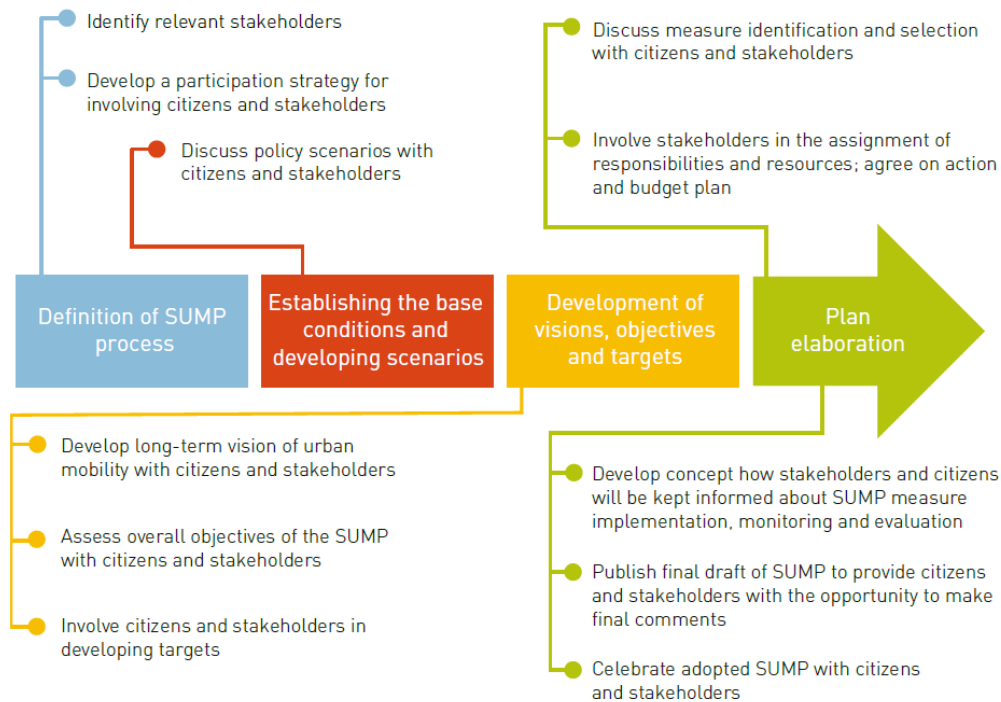 Identify relevant stakeholders
Develop a participation strategy for
involving citizens and stakeholders
Discuss policy scenarios with
citizens and stakeholders
Discuss measure identification and selection
with citizens and stakeholders
Involve stakeholders in the assignment of
responsibilities and resources; agree on action
and budget plan
Definition of SUMP
process
Establishing the base
conditions and
developing scenarios
Development of
visions, objectives
and targets
Plan
elaboration
Develop long-term vision of urban
mobility with citizens and stakeholders
Assess overall objectives of the SUMP
with citizens and stakeholders
Involve citizens and stakeholders in
developing targets
Develop concept how stakeholders and citizens
will be kept informed about SUMP measure
implementation, monitoring and evaluation
Publish final draft of SUMP to provide citizens
and stakeholders with the opportunity to make
final comments
Celebrate adopted SUMP with citizens
and stakeholders